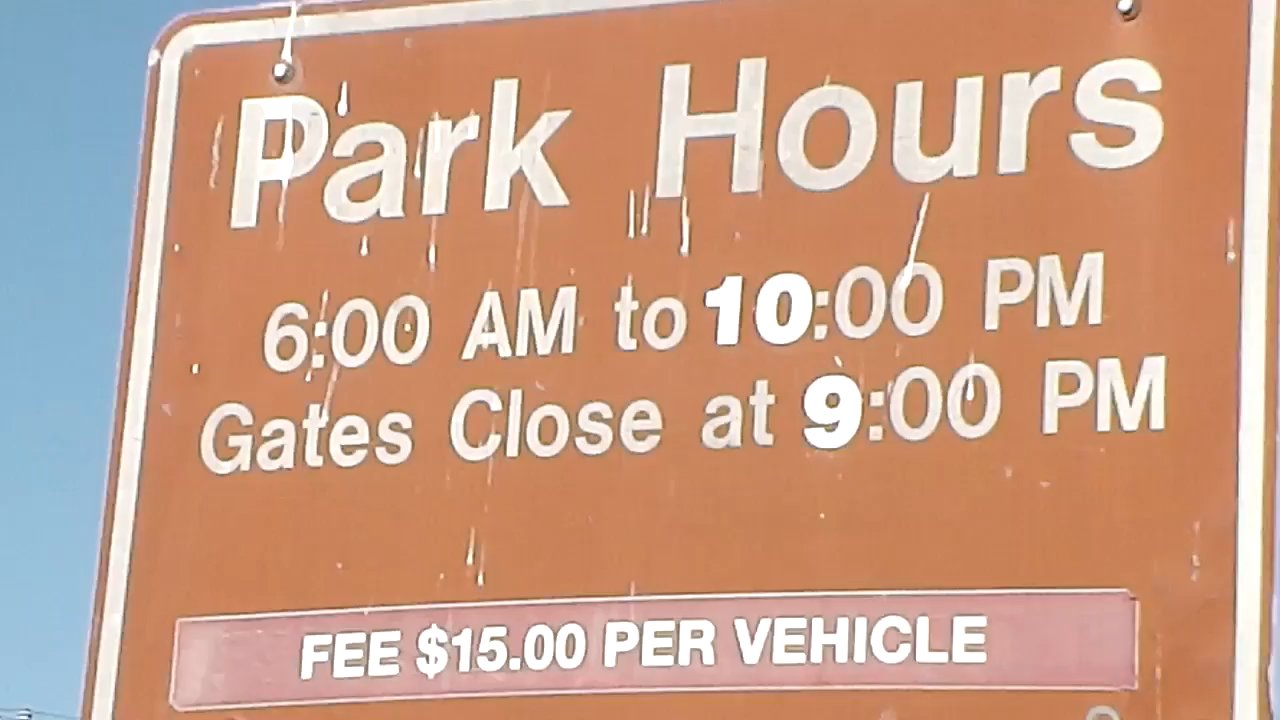 Park Hours
6:00 AM to 10:00 PM
Gates Close at 9:00 PM
FEE $15.00 PER VEHICLE